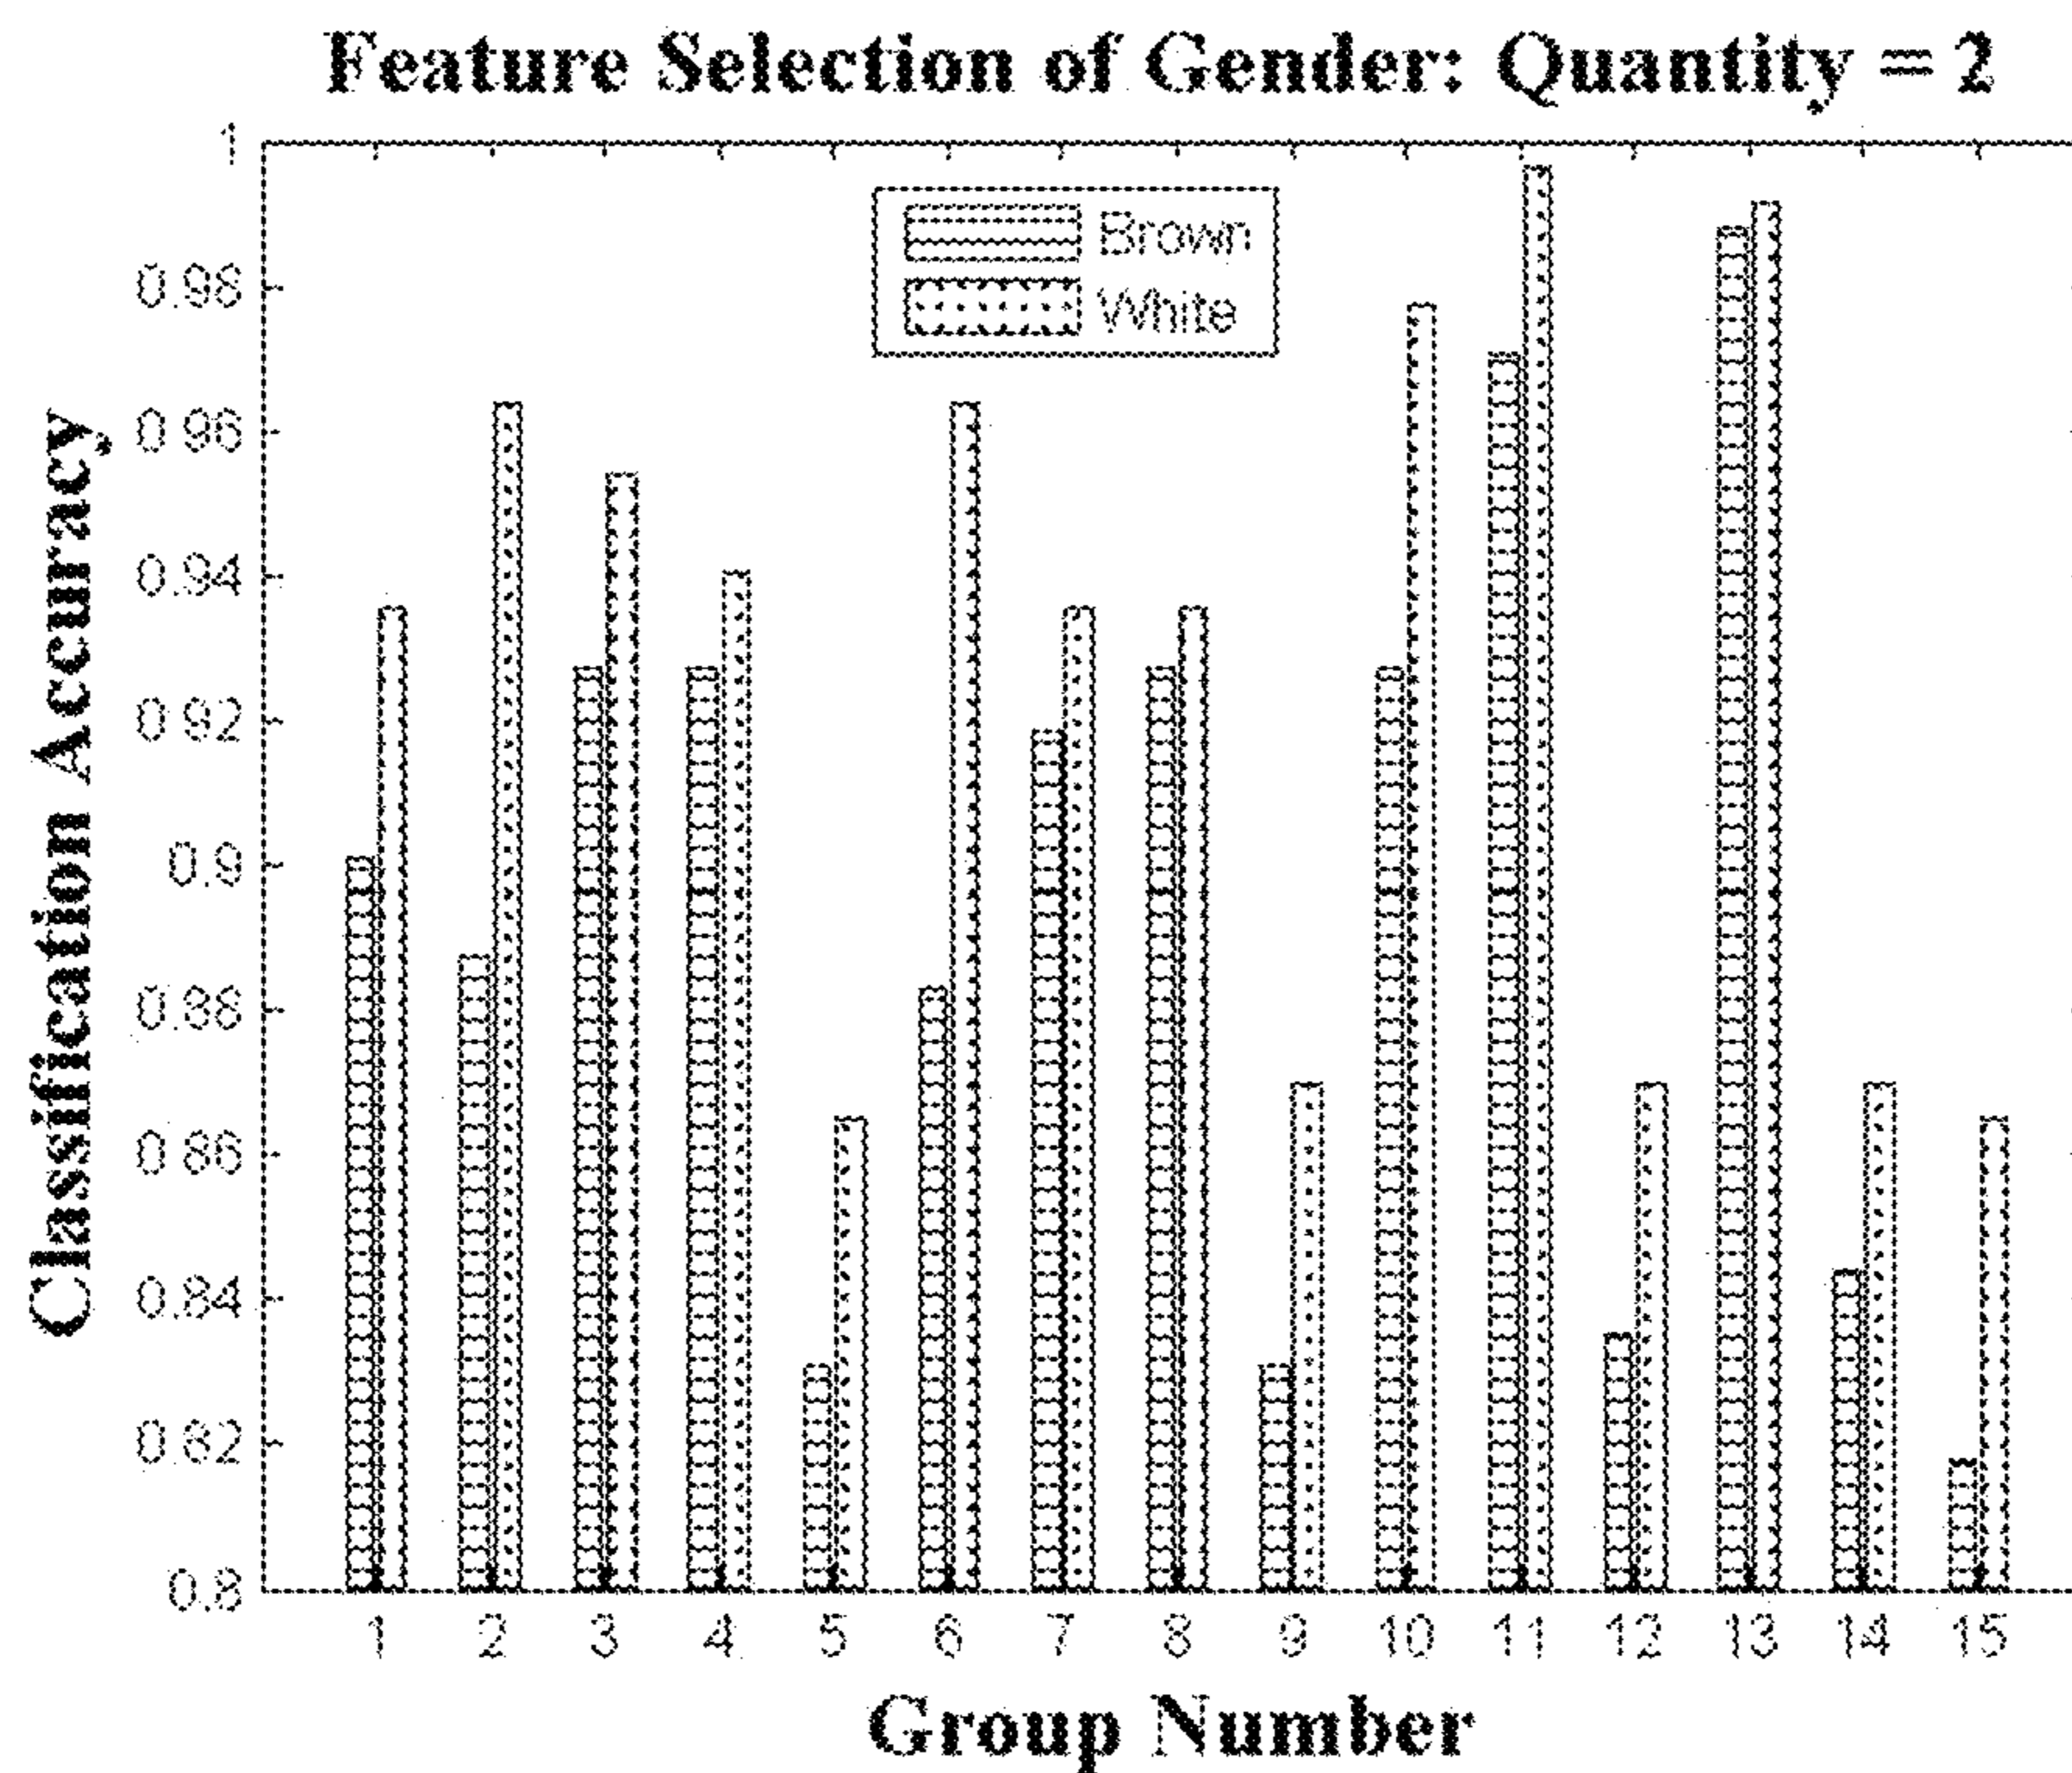 Feature Selection of Gender: Quantity = 2
1
0.98
0.96
0.94
0.92
0.9
0.88
0.86
0.84
0.82
0.8
Classification Accuracy
Brown
White
1 2 3 4 5 6 7 8 9 10 11 12 13 14 15
Group Number